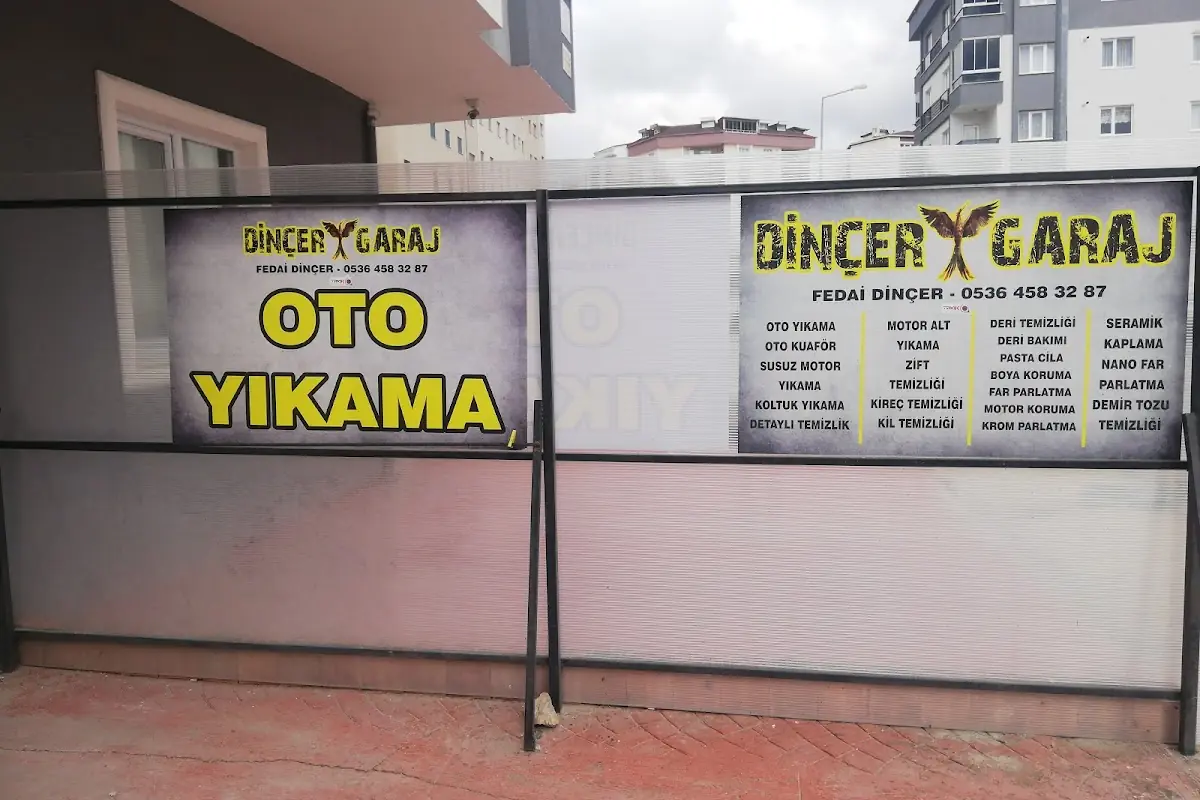 DİNÇER GARAJ
FEDAİ DİNÇER - 0536 458 32 87
OTO
YIKAMA
DİNÇER GARAJ
FEDAİ DİNÇER - 0536 458 32 87
OTO YIKAMA
OTO KUAFÖR
SUSUZ MOTOR
YIKAMA
KOLTUK YIKAMA
DETAYLI TEMİZLİK
MOTOR ALT
YIKAMA
ZİFT
TEMİZLİĞİ
KİREÇ TEMİZLİĞİ
KİL TEMİZLİĞİ
DERİ TEMİZLİĞİ
DERİ BAKIMI
PASTA CİLA
BOYA KORUMA
FAR PARLATMA
MOTOR KORUMA
KROM PARLATMA
SERAMİK
KAPLAMA
NANO FAR
PARLATMA
DEMİR TOZU
TEMİZLİĞİ